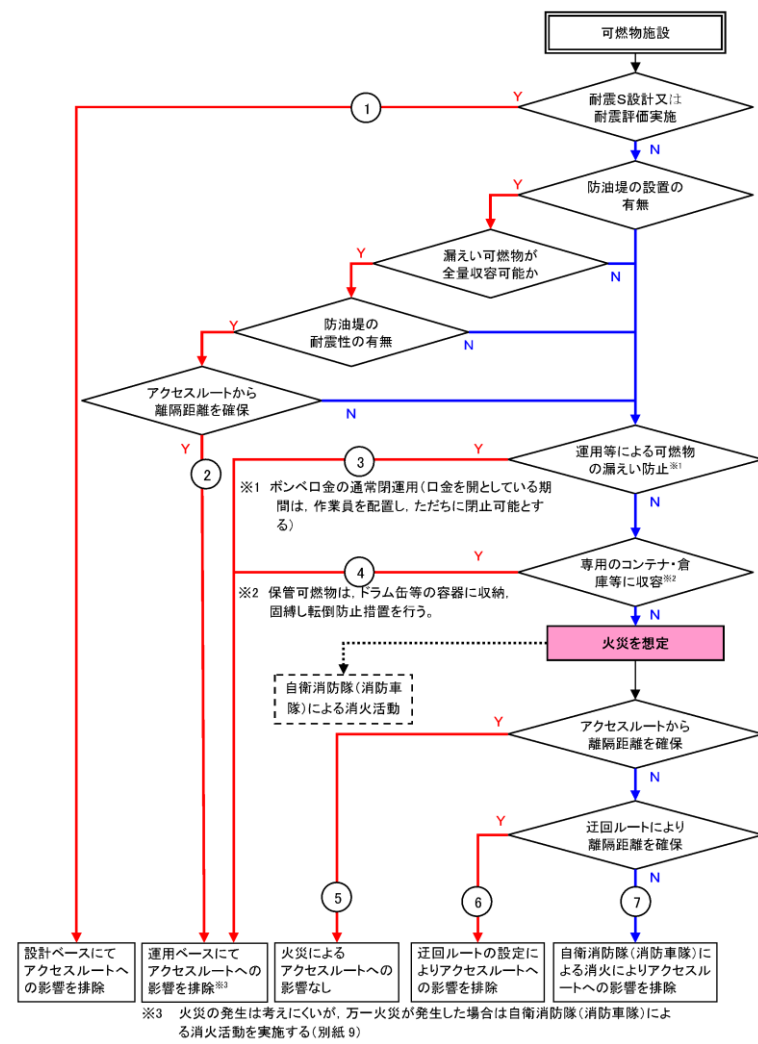 可燃物施設
耐震S設計又は
耐震評価実施
Y
①
N
防油堤の設置の
有無
Y
漏えい可燃物が
全量収容可能か
Y
N
防油堤の
耐震性の有無
Y
N
アクセスルートから
離隔距離を確保
N
Y
②
運用等による可燃物
の漏えい防止※1
Y
③
N
※1 ボンベ口金の通常閉運用(口金を開としている期
間は,作業員を配置し,ただちに閉止可能とす
る)
専用のコンテナ・倉
庫等に収容※2
Y
④
N
※2 保管可燃物は,ドラム缶等の容器に収納,
固縛し転倒防止措置を行う。
火災を想定
自衛消防隊(消防車
隊)による消火活動
アクセスルートから
離隔距離を確保
Y
N
迂回ルートにより
離隔距離を確保
Y
N
⑤
⑥
⑦
設計ベースにて
アクセスルートへ
の影響を排除
運用ベースにて
アクセスルートへの
影響を排除※3
火災による
アクセスルートへの
影響なし
迂回ルートの設定に
よりアクセスルートへ
の影響を排除
自衛消防隊(消防車隊)に
よる消火によりアクセスル
ートへの影響を排除
※3 火災の発生は考えにくいが,万一火災が発生した場合は自衛消防隊(消防車隊)によ
る消火活動を実施する(別紙9)